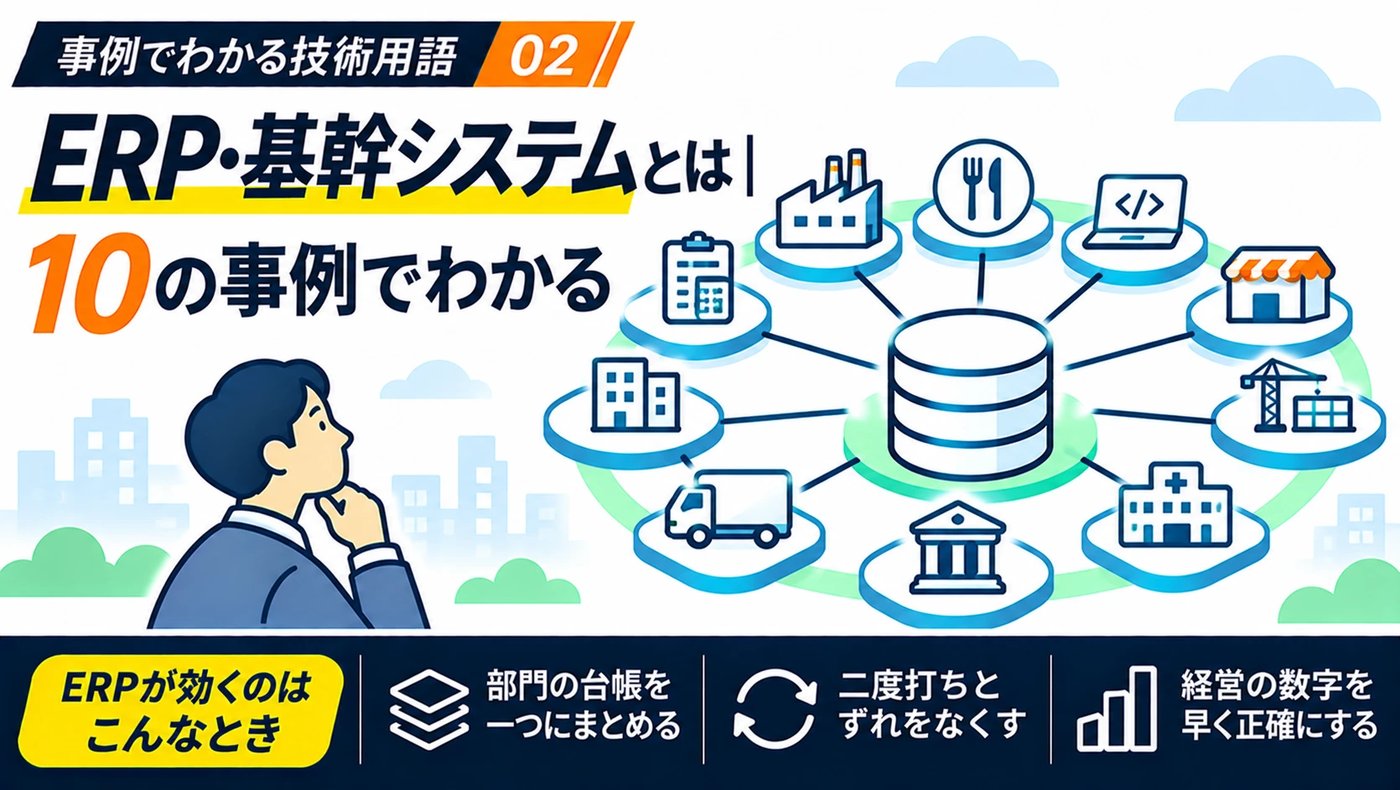 事例でわかる技術用語 02
ERP・基幹システムとは|
10の事例でわかる
</>
ERPが効くのは
こんなとき
部門の台帳を
一つにまとめる
二度打ちと
ずれをなくす
経営の数字を
早く正確にする